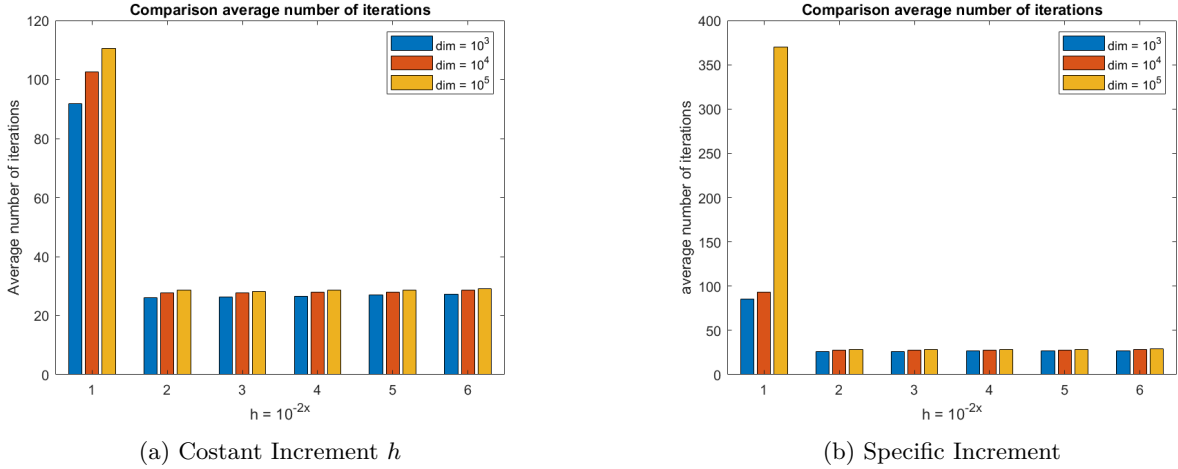 Comparison average number of iterations
120
100
80
60
40
20
0
Average number of iterations
dim = 10^3
dim = 10^4
dim = 10^5
1 2 3 4 5 6
h = 10^-2x
(a) Costant Increment h
Comparison average number of iterations
400
350
300
250
200
150
100
50
0
average number of iterations
dim = 10^3
dim = 10^4
dim = 10^5
1 2 3 4 5 6
h = 10^-2x
(b) Specific Increment